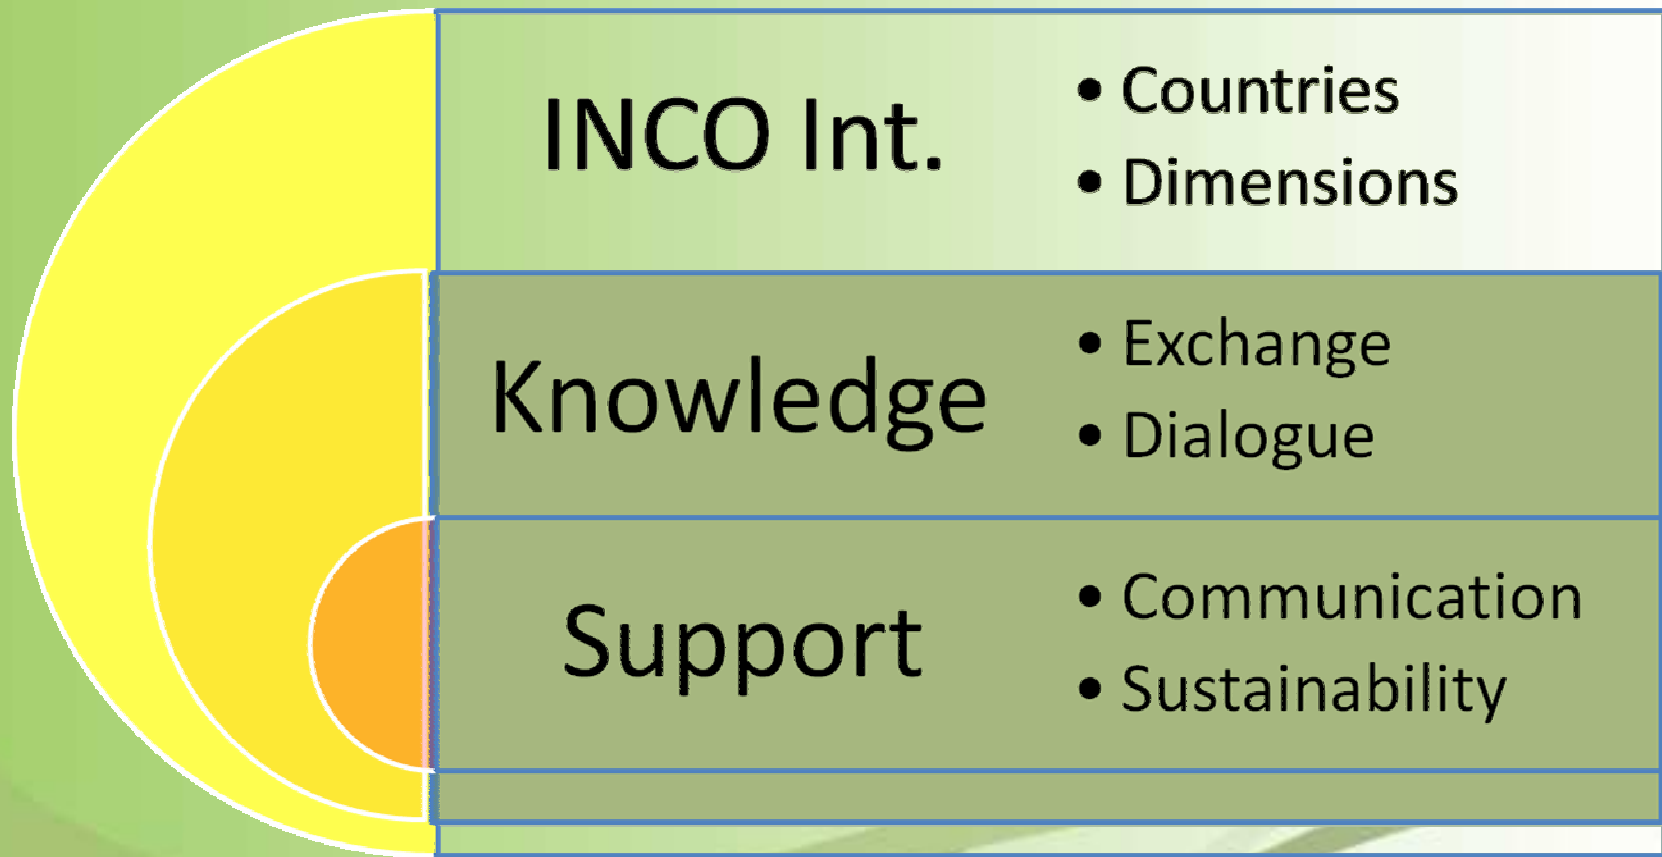 INCO Int.
• Countries
• Dimensions
Knowledge
• Exchange
• Dialogue
Support
• Communication
• Sustainability